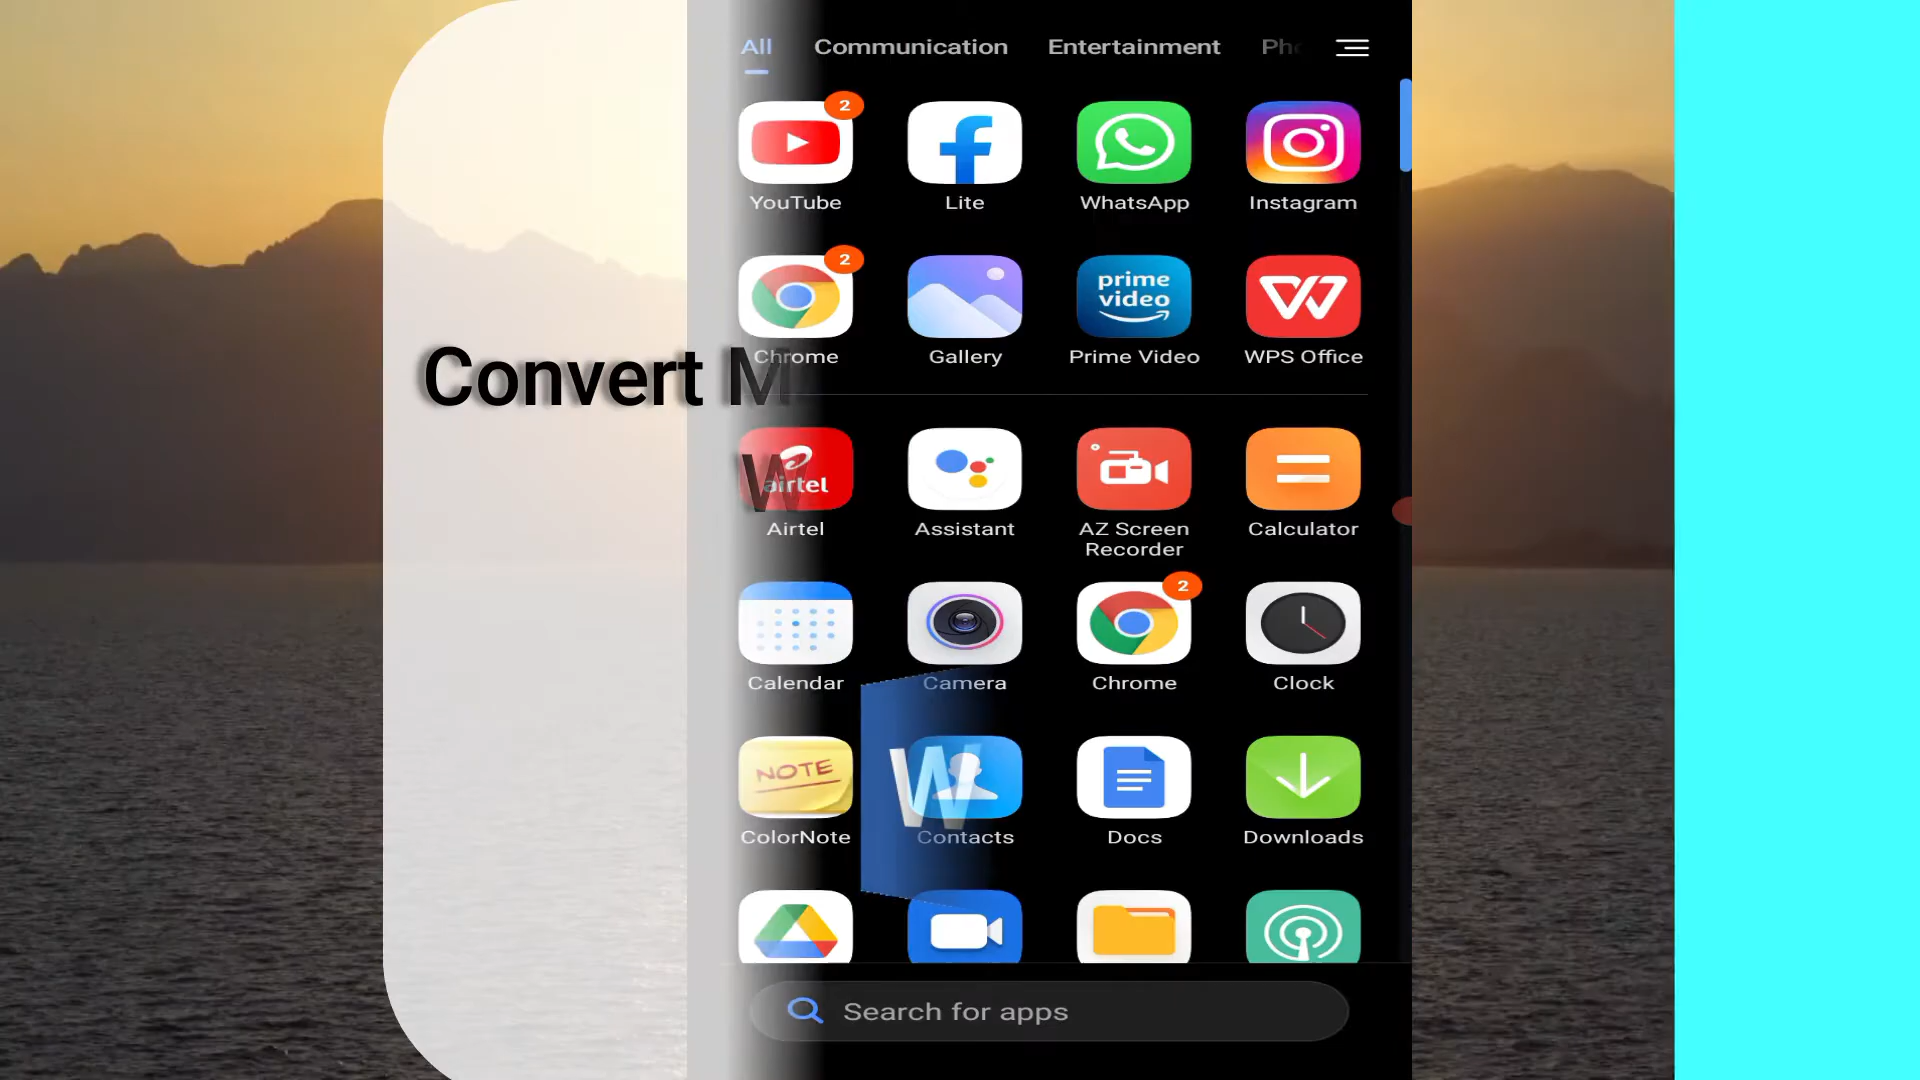 All Communication Entertainment Ph
2
YouTube Lite WhatsApp Instagram
2
prime
video
Chrome Gallery Prime Video WPS Office
Convert M
W
airtel
Airtel Assistant AZ Screen Recorder Calculator
2
Calendar Camera Chrome Clock
NOTE
W
ColorNote Contacts Docs Downloads
Search for apps